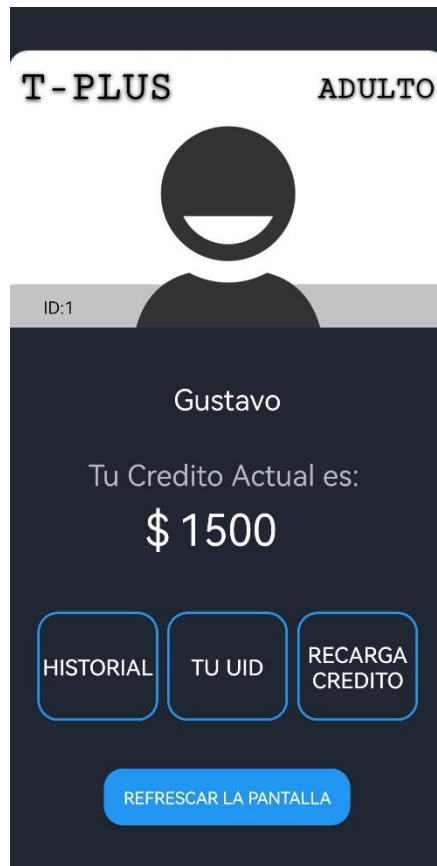 T-PLUS ADULTO
ID:1
Gustavo
Tu Credito Actual es:
$ 1500
HISTORIAL TU UID RECARGA CREDITO
REFRESCAR LA PANTALLA